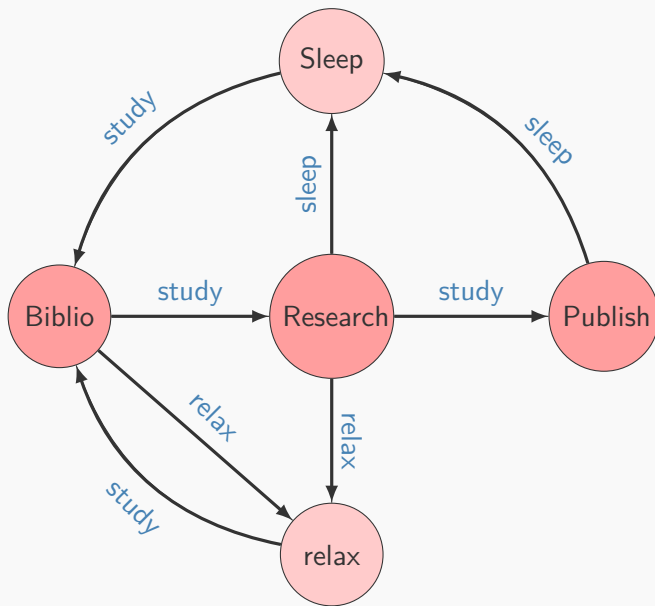 Sleep
study
sleep
sleep
Biblio
study
Research
study
Publish
relax
relax
study
relax